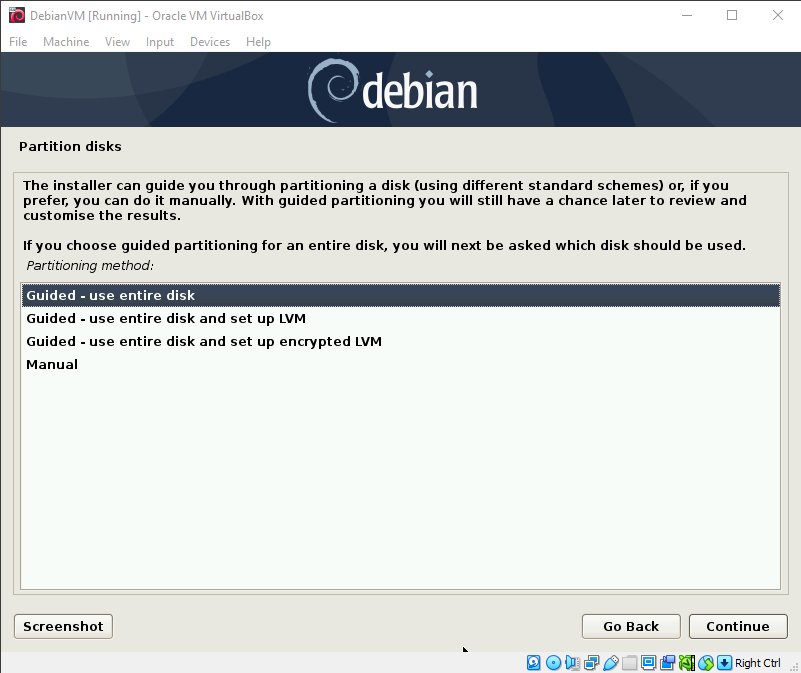 DebianVM [Running] - Oracle VM VirtualBox
File Machine View Input Devices Help
debian
Partition disks
The installer can guide you through partitioning a disk (using different standard schemes) or, if you
prefer, you can do it manually. With guided partitioning you will still have a chance later to review and
customise the results.
If you choose guided partitioning for an entire disk, you will next be asked which disk should be used.
Partitioning method:
Guided - use entire disk
Guided - use entire disk and set up LVM
Guided - use entire disk and set up encrypted LVM
Manual
Screenshot Go Back Continue
Right Ctrl